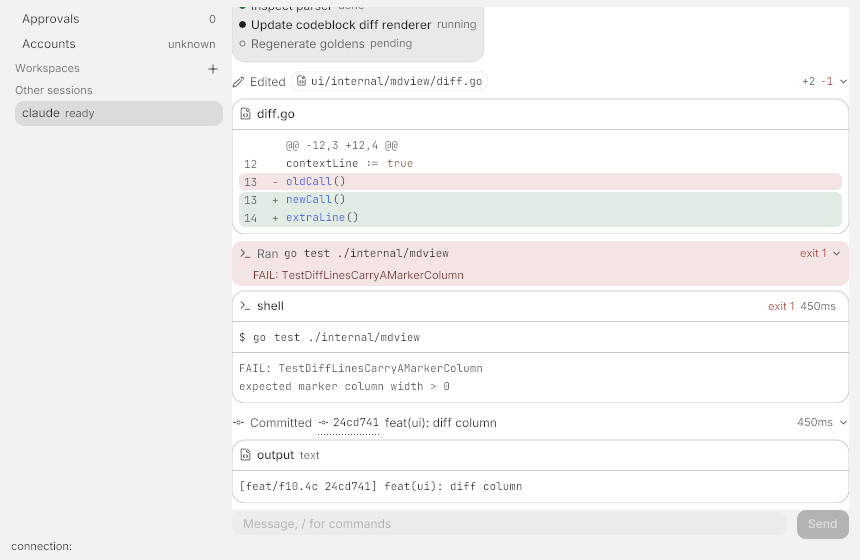 Approvals 0
Accounts unknown
Workspaces +
Other sessions
claude ready
connection:
Inspect parser done
Update codeblock diff renderer running
Regenerate goldens pending
Edited ui/internal/mdview/diff.go +2 -1
diff.go
@@ -12,3 +12,4 @@
12 contextLine := true
13 - oldCall()
13 + newCall()
14 + extraLine()
Ran go test ./internal/mdview exit 1
FAIL: TestDiffLinesCarryAMarkerColumn
shell exit 1 450ms
$ go test ./internal/mdview
FAIL: TestDiffLinesCarryAMarkerColumn
expected marker column width > 0
Committed 24cd741 feat(ui): diff column 450ms
output text
[feat/f10.4c 24cd741] feat(ui): diff column
Message, / for commands Send